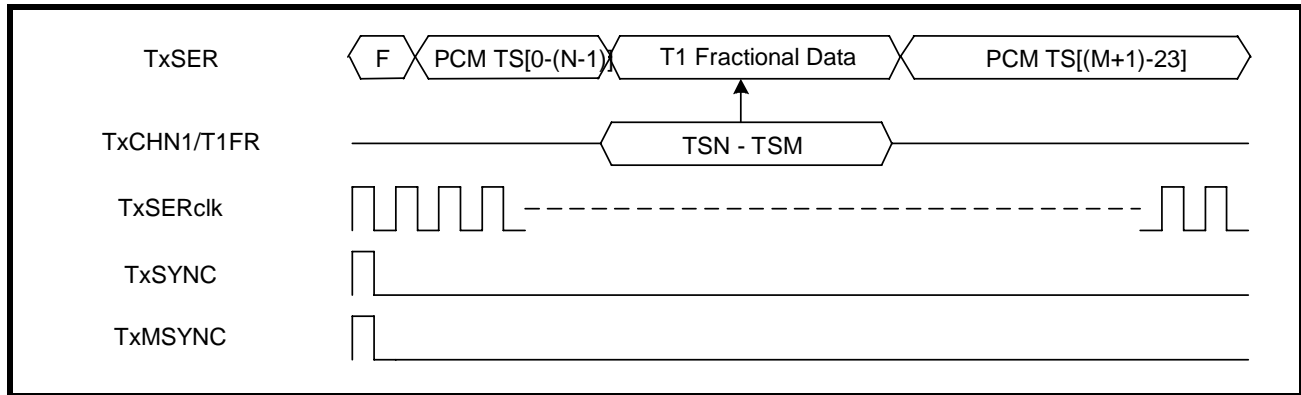 TxSER F PCM TS[0-(N-1)] T1 Fractional Data PCM TS[(M+1)-23]
TxCHN1/T1FR TSN - TSM
TxSERclk
TxSYNC
TxMSYNC